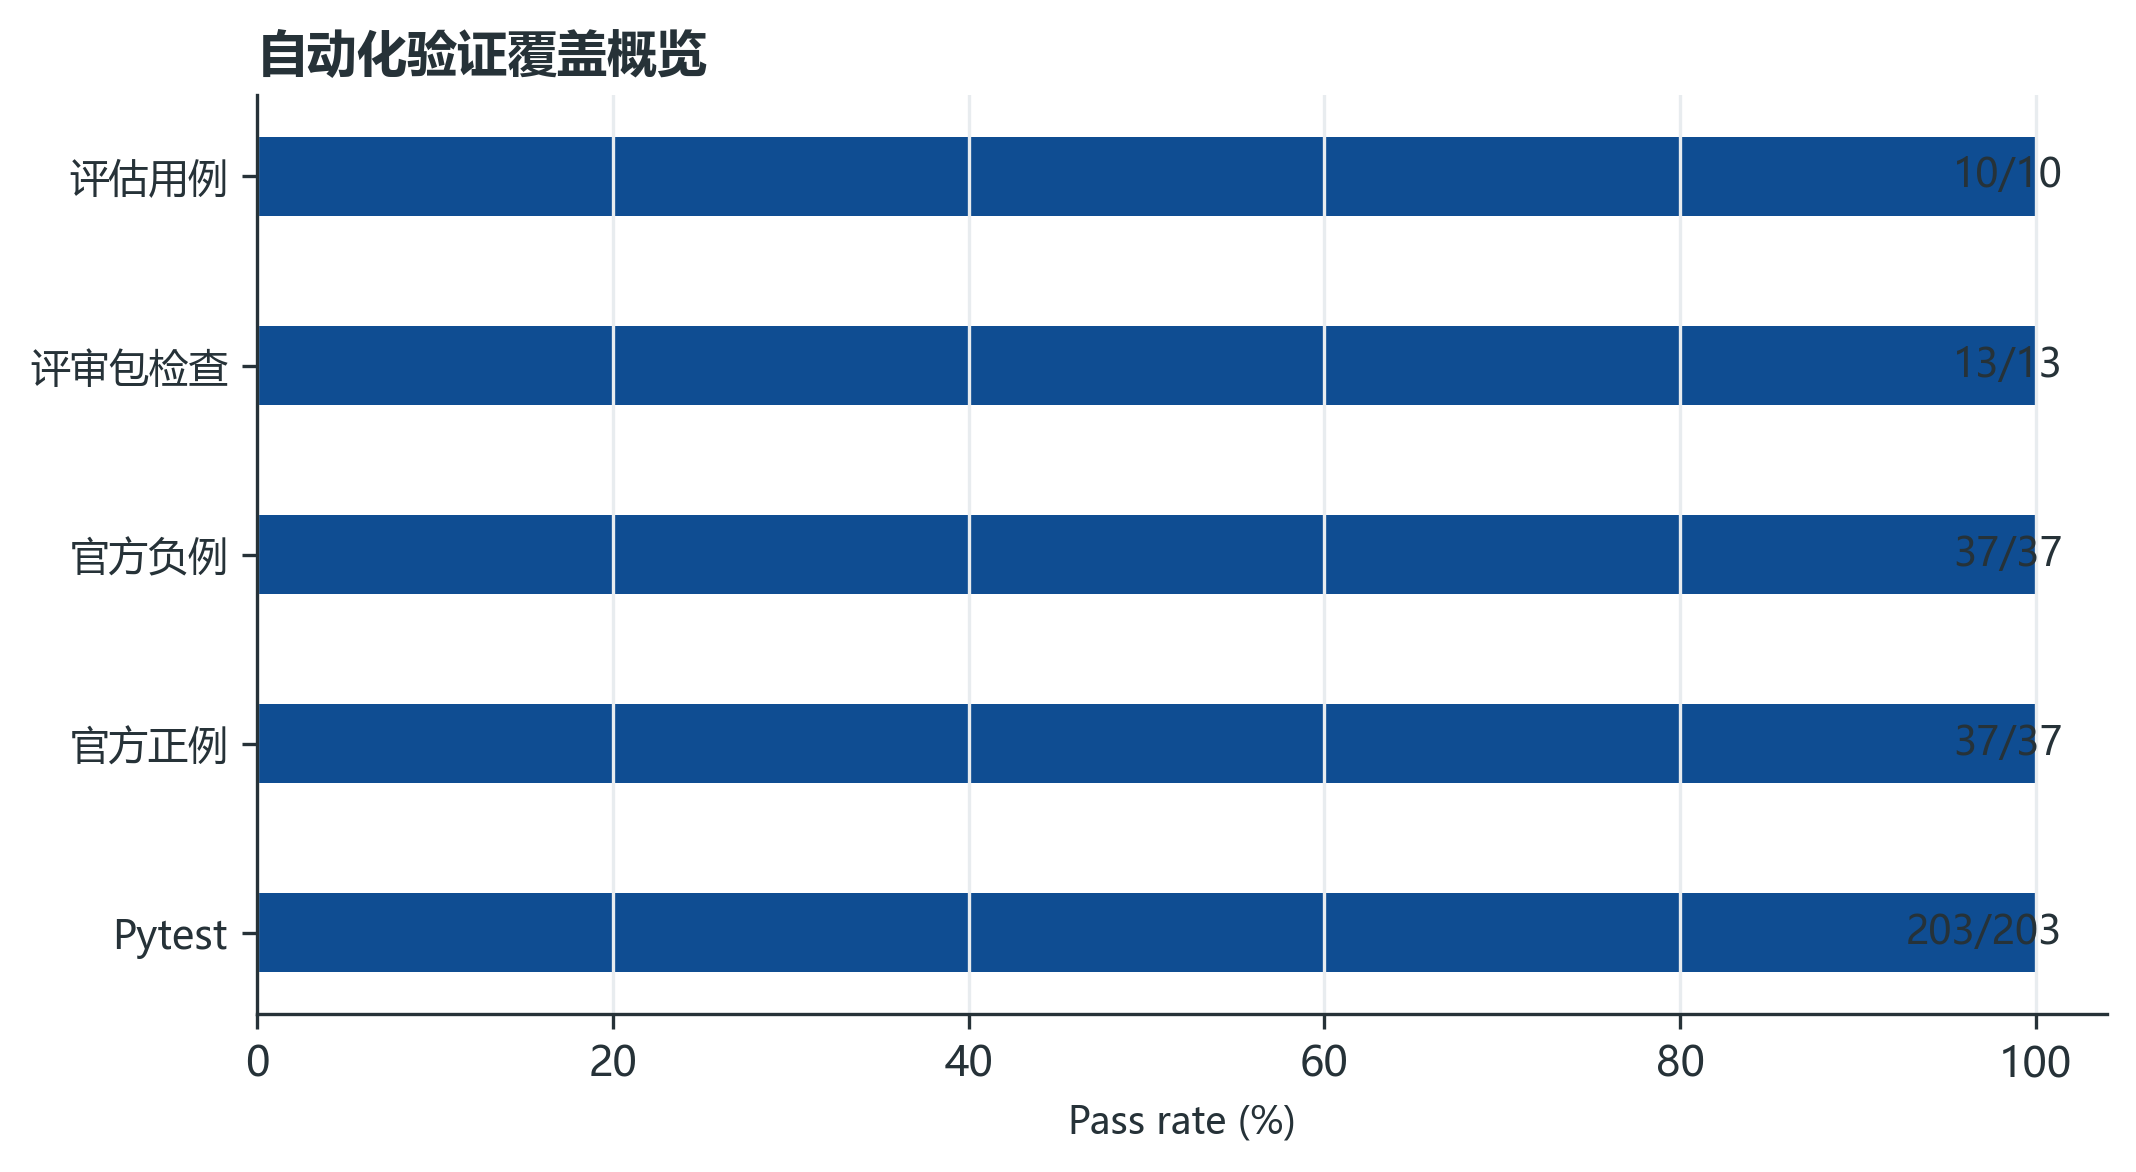 自动化验证覆盖概览
评估用例 10/10
评审包检查 13/13
官方负例 37/37
官方正例 37/37
Pytest 203/203
0 20 40 60 80 100
Pass rate (%)